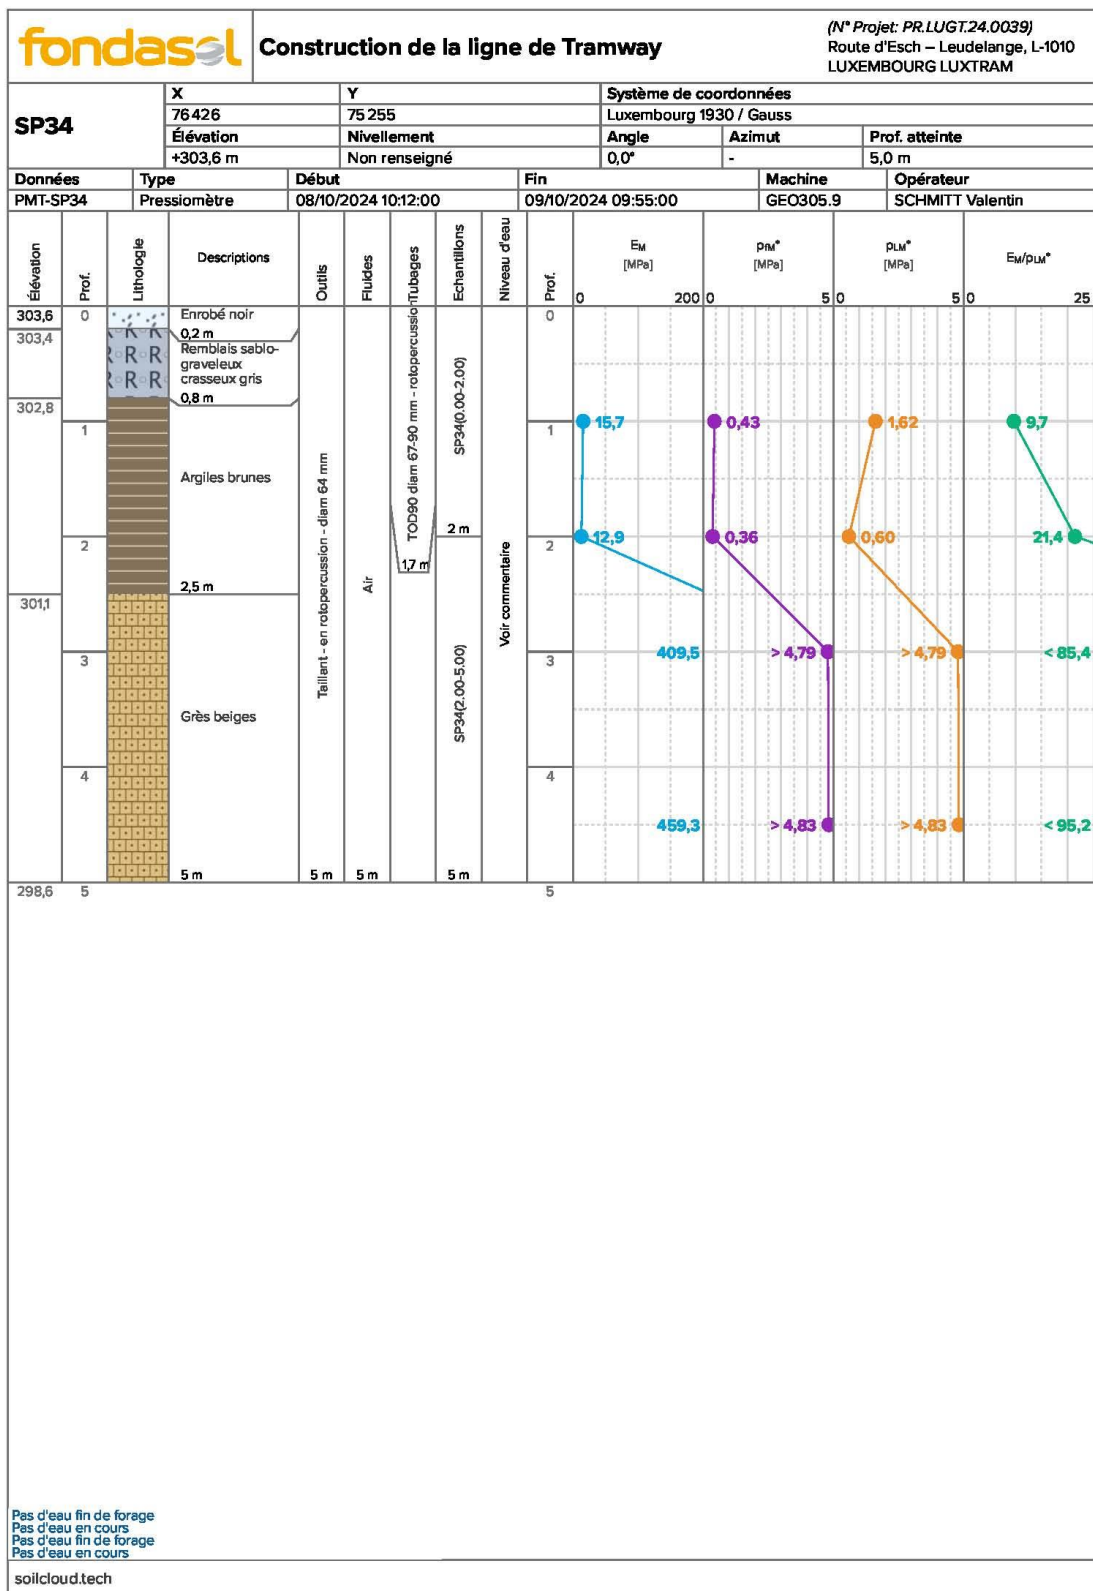 fondasol
Construction de la ligne de Tramway
(N° Projet: PR.LUGT.24.0039)
Route d'Esch – Leudelange, L-1010
LUXEMBOURG LUXTRAM
SP34
X Y Système de coordonnées
76 426 75 255 Luxembourg 1930 / Gauss
Élévation Nivellement Angle Azimut Prof. atteinte
+303,6 m Non renseigné 0,0° - 5,0 m
Données Type Début Fin Machine Opérateur
PMT-SP34 Pressiomètre 08/10/2024 10:12:00 09/10/2024 09:55:00 GEO305.9 SCHMITT Valentin
Élévation
Prof.
Lithologie
Descriptions
Outils
Fluides
Tubages
Echantillons
Niveau d'eau
Prof.
EM
[MPa]
0 200
pfM*
[MPa]
0 5
pLM*
[MPa]
0 5
EM/pLM*
0 25
303,6 0 Enrobé noir 0
303,4 0,2 m
R R R
Remblais sablo-
graveleux
crasseux gris
302,8 0,8 m
1 1 15,7 0,43 1,62 9,7
Argiles brunes
2 2 12,9 0,36 0,60 21,4
301,1 2,5 m
3 3 409,5 > 4,79 > 4,79 < 85,4
Grès beiges
4 4
459,3 > 4,83 > 4,83 < 95,2
5 m 5 m 5 m 5 m
298,6 5 5
Taillant - en rotopercussion - diam 64 mm
Air
TOD90 diam 67-90 mm - rotopercussion
1,7 m
SP34(0.00-2.00)
2 m
SP34(2.00-5.00)
Voir commentaire
Pas d'eau fin de forage
Pas d'eau en cours
Pas d'eau fin de forage
Pas d'eau en cours
soilcloud.tech